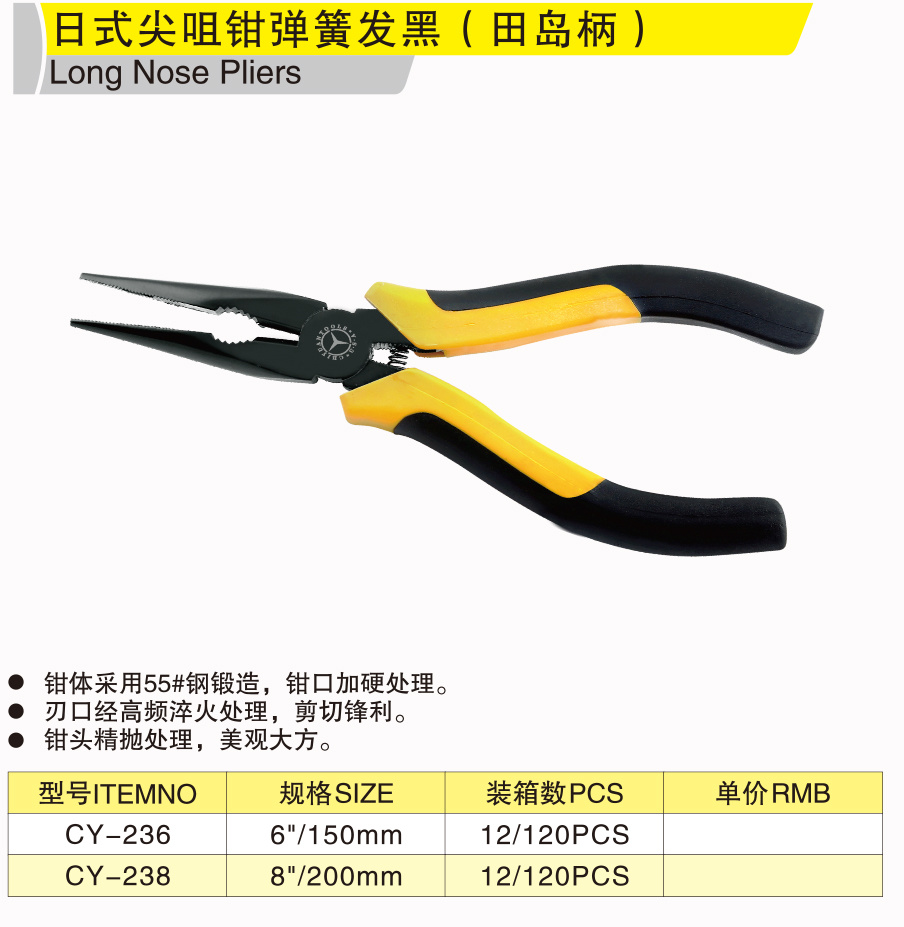 日式尖咀钳弹簧发黑（田岛柄）
Long Nose Pliers
● 钳体采用55#钢锻造，钳口加硬处理。
● 刃口经高频淬火处理，剪切锋利。
● 钳头精抛处理，美观大方。
型号ITEMNO 规格SIZE 装箱数PCS 单价RMB
CY-236 6"/150mm 12/120PCS
CY-238 8"/200mm 12/120PCS